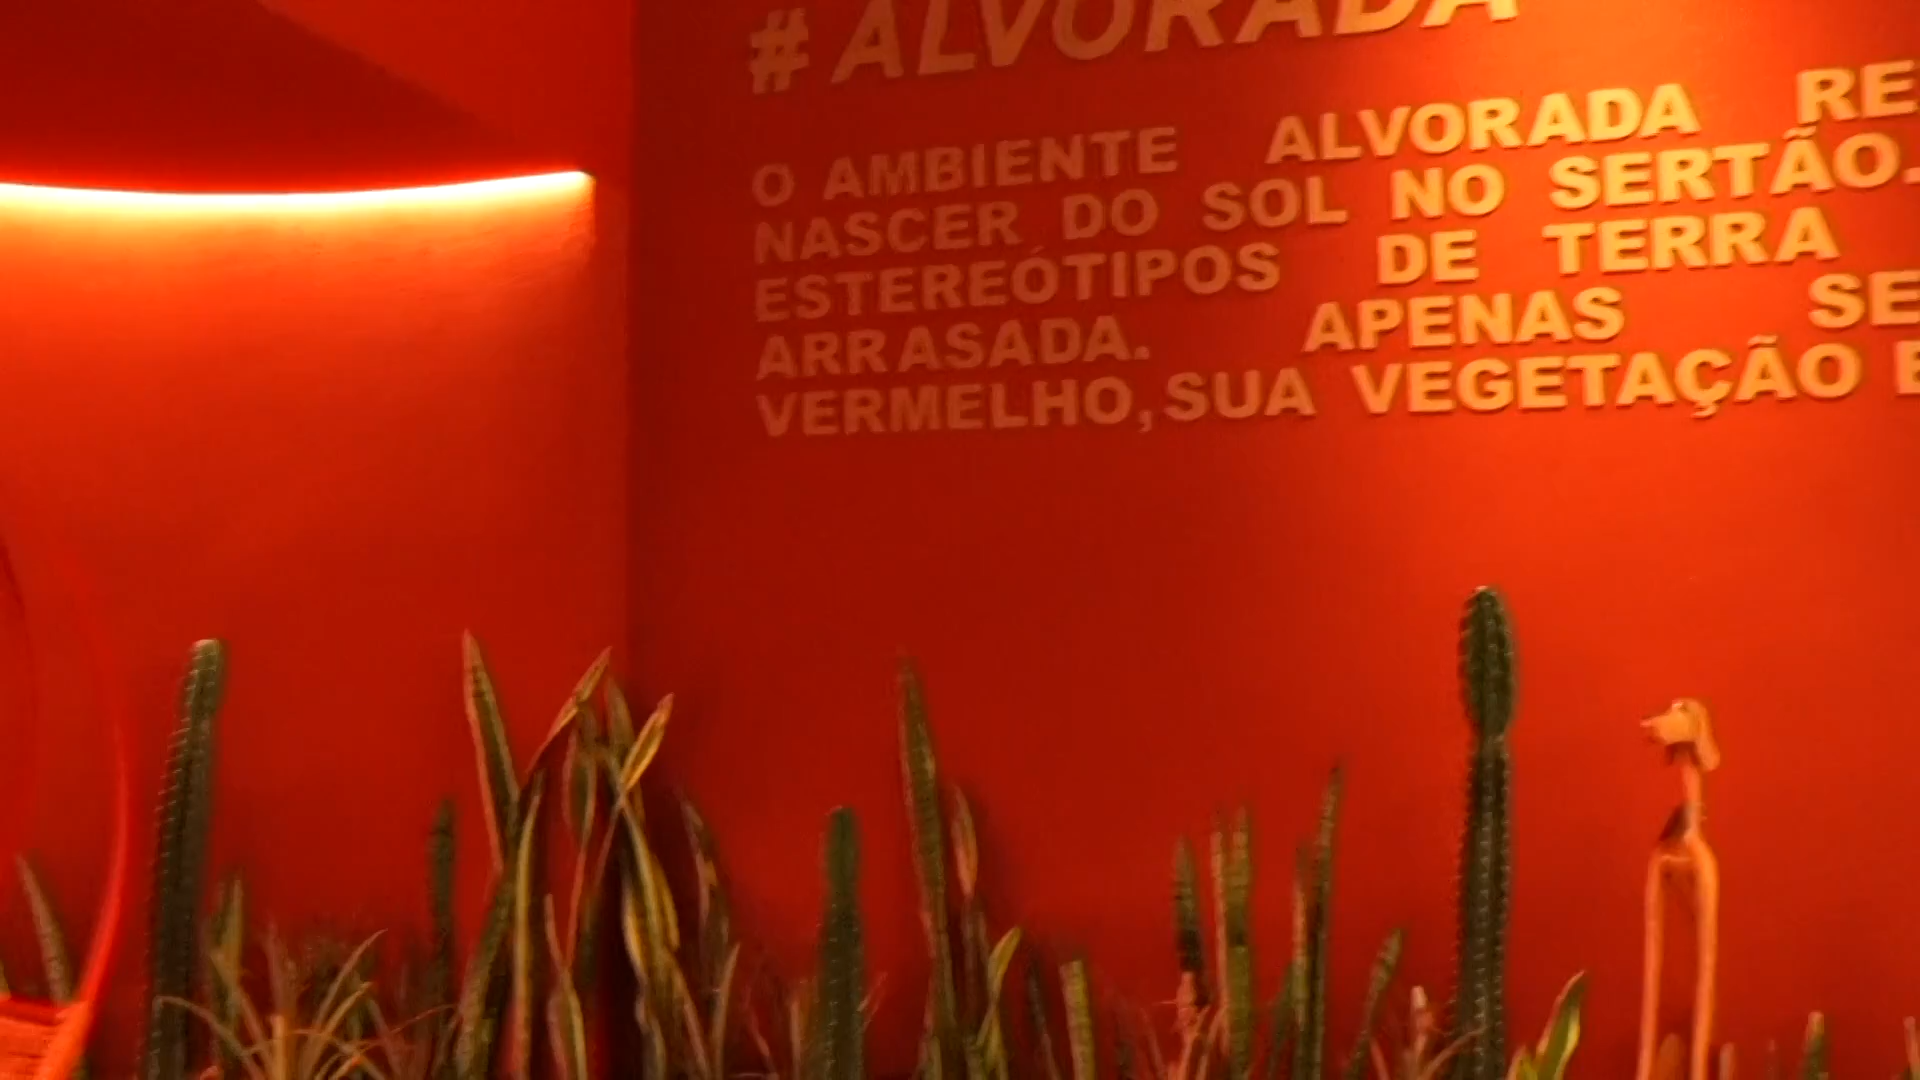 #ALVORADA
O AMBIENTE ALVORADA
NASCER DO SOL NO SERTÃO.
ESTEREÓTIPOS DE TERRA
ARRASADA. APENAS
VERMELHO, SUA VEGETAÇÃO